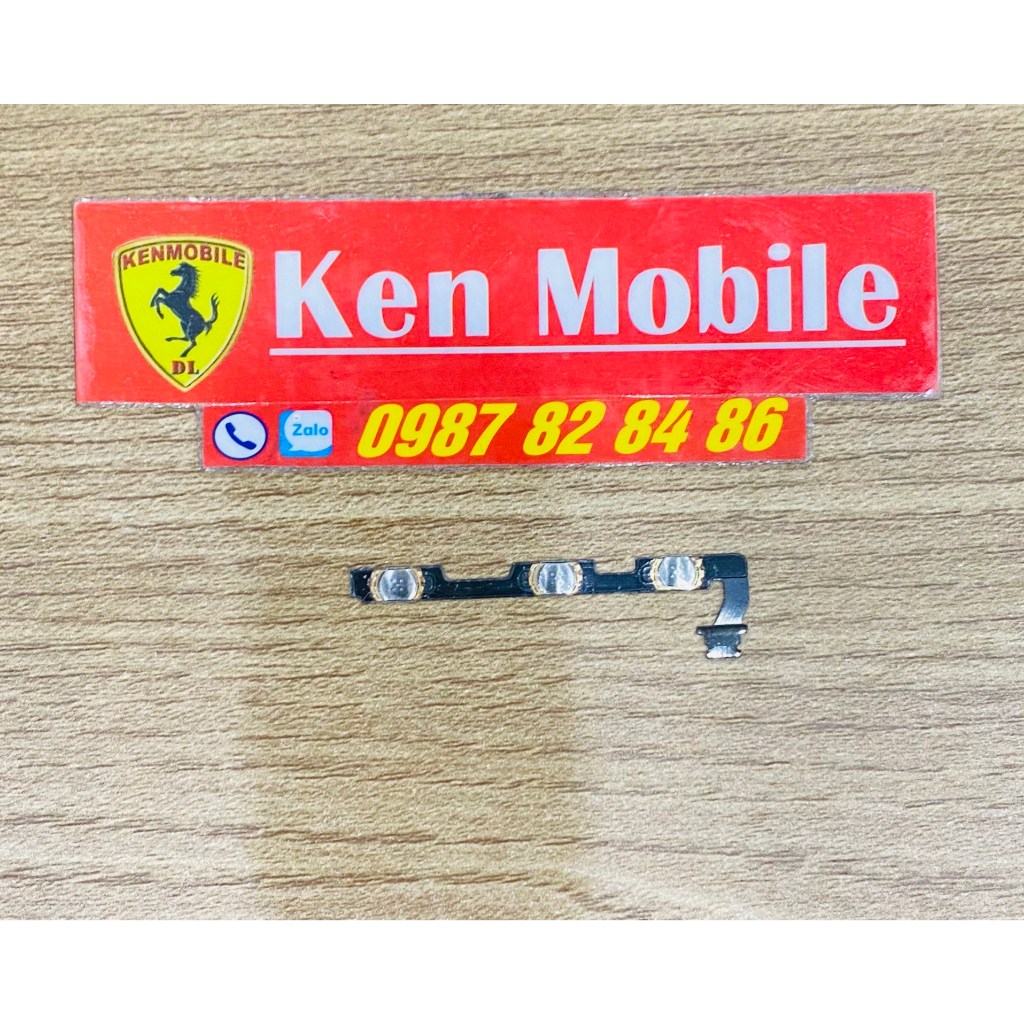 KENMOBILE
DL
Ken Mobile
Zalo
0987 82 84 86